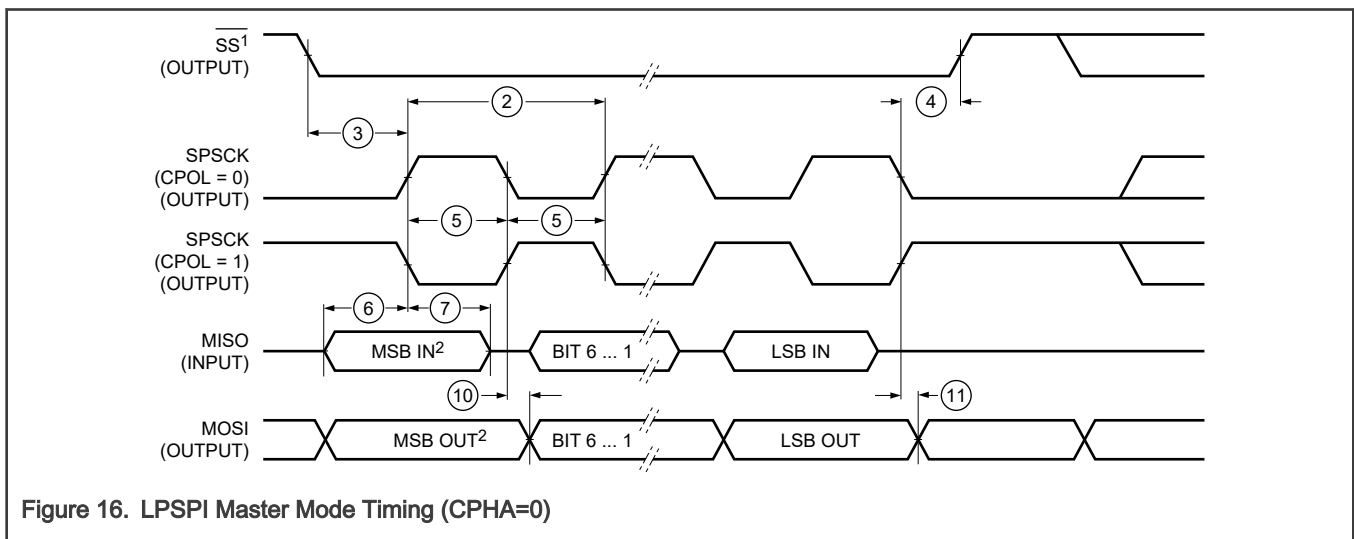 SS1
(OUTPUT)
2
4
3
SPSCK
(CPOL = 0)
(OUTPUT)
5 5
SPSCK
(CPOL = 1)
(OUTPUT)
6 7
MISO
(INPUT)
MSB IN2 BIT 6 ... 1 LSB IN
10 11
MOSI
(OUTPUT)
MSB OUT2 BIT 6 ... 1 LSB OUT
Figure 16. LPSPI Master Mode Timing (CPHA=0)